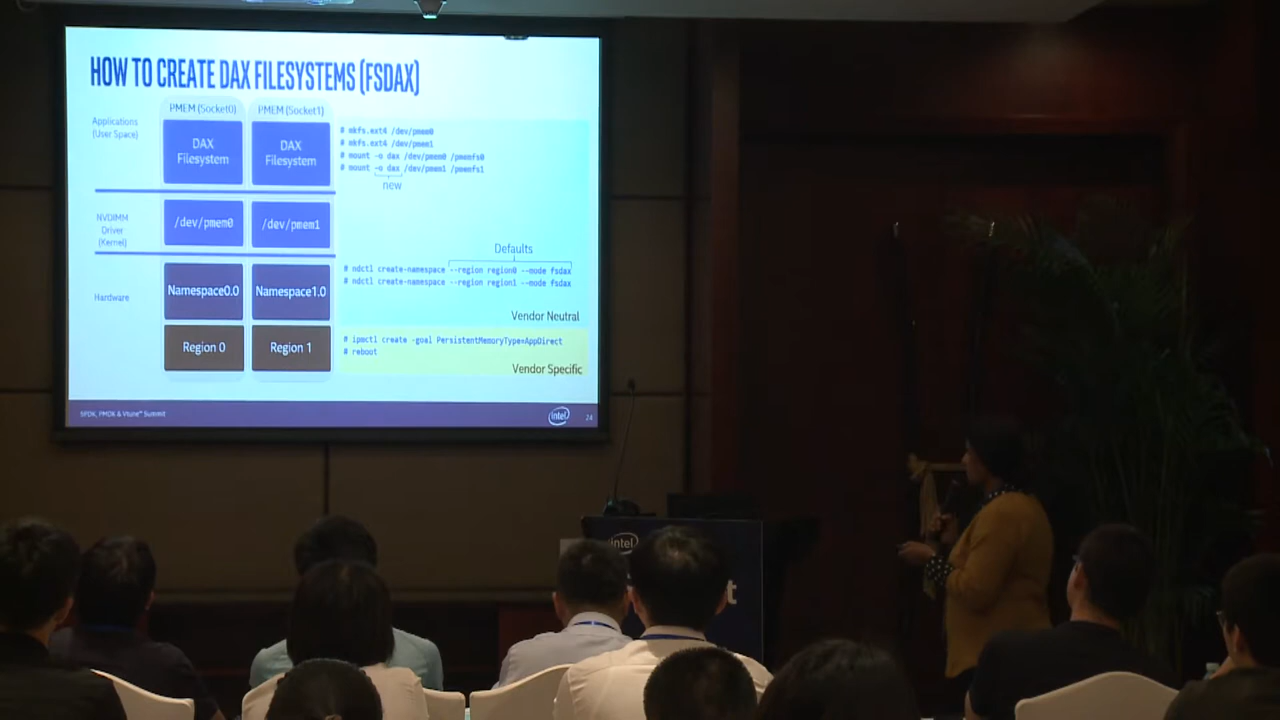 HOW TO CREATE DAX FILESYSTEMS (FSDAX)
PMEM (Socket0)
PMEM (Socket1)
Applications
(User Space)
DAX
Filesystem
DAX
Filesystem
# mkfs.ext4 /dev/pmem0
# mkfs.ext4 /dev/pmem1
# mount -o dax /dev/pmem0 /pmemfs0
# mount -o dax /dev/pmem1 /pmemfs1
new
NVDIMM
Driver
(Kernel)
/dev/pmem0
/dev/pmem1
Defaults
Hardware
Namespace0.0
Namespace1.0
# ndctl create-namespace --region region0 --mode fsdax
# ndctl create-namespace --region region1 --mode fsdax
Vendor Neutral
Region 0
Region 1
# ipmctl create -goal PersistentMemoryType=AppDirect
# reboot
Vendor Specific
SPDK, PMDK & Vtune™ Summit
intel
24
intel
t